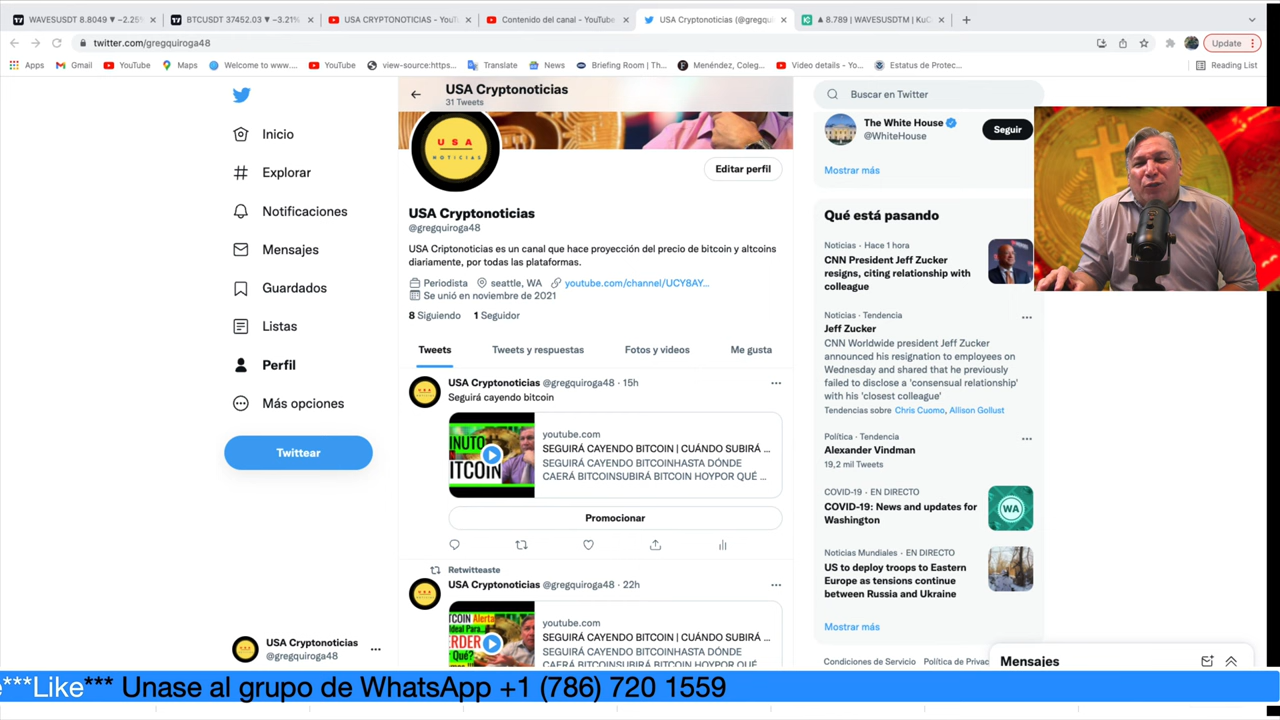 WAVESUSDT 8.8049 ▼ −2.25%
BTCUSDT 37452.03 ▼ −3.21%
USA CRYPTONOTICIAS - YouT
Contenido del canal - YouTube
USA Cryptonoticias (@gregqui
▲ 8.789 | WAVESUSDTM | KuC
twitter.com/gregquiroga48
Update
Apps
Gmail
YouTube
Maps
Welcome to www....
YouTube
view-source:https...
Translate
News
Briefing Room | Th...
Menéndez, Coleg...
Video details - Yo...
Estatus de Protec...
Reading List
Inicio
Explorar
Notificaciones
Mensajes
Guardados
Listas
Perfil
Más opciones
Twittear
USA Cryptonoticias
@gregquiroga48
USA Cryptonoticias
31 Tweets
USA
NOTICIAS
Editar perfil
USA Cryptonoticias
@gregquiroga48
USA Criptonoticias es un canal que hace proyección del precio de bitcoin y altcoins
diariamente, por todas las plataformas.
Periodista seattle, WA youtube.com/channel/UCY8AY...
Se unió en noviembre de 2021
8 Siguiendo 1 Seguidor
Tweets Tweets y respuestas Fotos y videos Me gusta
USA Cryptonoticias @gregquiroga48 · 15h
Seguirá cayendo bitcoin
INUTO
ITCOIN
youtube.com
SEGUIRÁ CAYENDO BITCOIN | CUÁNDO SUBIRÁ ...
SEGUIRÁ CAYENDO BITCOINHASTA DÓNDE
CAERÁ BITCOINSUBIRÁ BITCOIN HOYPOR QUÉ ...
Promocionar
Retwitteaste
USA Cryptonoticias @gregquiroga48 · 22h
TCOIN Alerta
Ideal Para...
RDER
Qué?
youtube.com
SEGUIRÁ CAYENDO BITCOIN | CUÁNDO SUBIRÁ ...
SEGUIRÁ CAYENDO BITCOINHASTA DÓNDE
Buscar en Twitter
The White House
@WhiteHouse
Seguir
Mostrar más
Qué está pasando
Noticias · Hace 1 hora
CNN President Jeff Zucker
resigns, citing relationship with
colleague
Noticias · Tendencia
Jeff Zucker
CNN Worldwide president Jeff Zucker
announced his resignation to employees on
Wednesday and shared that he previously
failed to disclose a 'consensual relationship'
with his 'closest colleague'
Tendencias sobre Chris Cuomo, Allison Gollust
Política · Tendencia
Alexander Vindman
19,2 mil Tweets
COVID-19 · EN DIRECTO
COVID-19: News and updates for
Washington
WA
Noticias Mundiales · EN DIRECTO
US to deploy troops to Eastern
Europe as tensions continue
between Russia and Ukraine
Mostrar más
Condiciones de Servicio Política de Privac
Mensajes
e***Like*** Unase al grupo de WhatsApp +1 (786) 720 1559